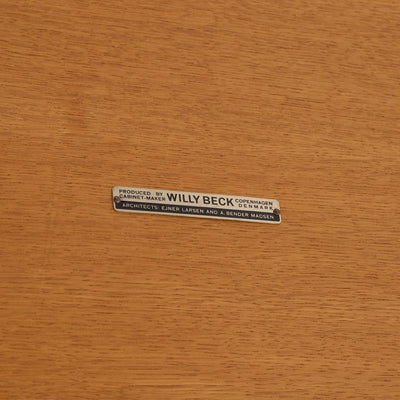 PRODUCED BY
CABINET-MAKER
WILLY BECK
COPENHAGEN
DENMARK
ARCHITECTS: EJNER LARSEN AND A. BENDER MADSEN